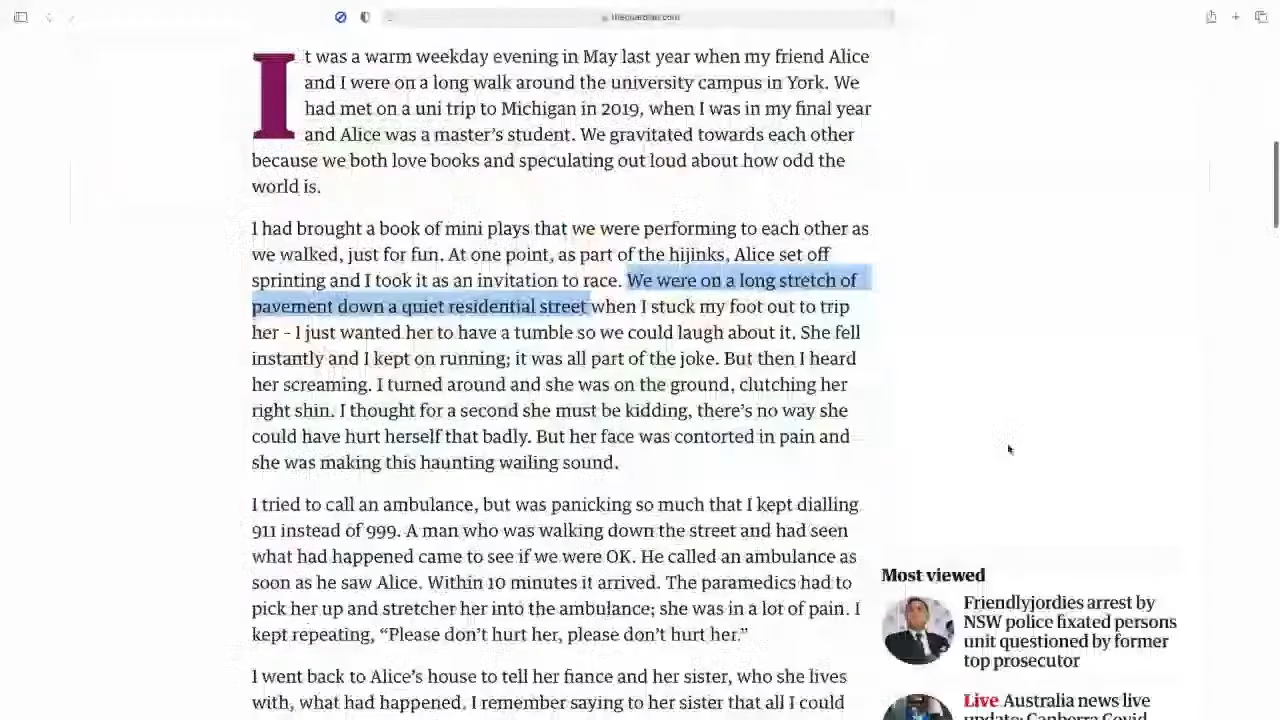 theguardian.com
It was a warm weekday evening in May last year when my friend Alice
and I were on a long walk around the university campus in York. We
had met on a uni trip to Michigan in 2019, when I was in my final year
and Alice was a master's student. We gravitated towards each other
because we both love books and speculating out loud about how odd the
world is.
I had brought a book of mini plays that we were performing to each other as
we walked, just for fun. At one point, as part of the hijinks, Alice set off
sprinting and I took it as an invitation to race. We were on a long stretch of
pavement down a quiet residential street when I stuck my foot out to trip
her – I just wanted her to have a tumble so we could laugh about it. She fell
instantly and I kept on running; it was all part of the joke. But then I heard
her screaming. I turned around and she was on the ground, clutching her
right shin. I thought for a second she must be kidding, there's no way she
could have hurt herself that badly. But her face was contorted in pain and
she was making this haunting wailing sound.
I tried to call an ambulance, but was panicking so much that I kept dialling
911 instead of 999. A man who was walking down the street and had seen
what had happened came to see if we were OK. He called an ambulance as
soon as he saw Alice. Within 10 minutes it arrived. The paramedics had to
pick her up and stretcher her into the ambulance; she was in a lot of pain. I
kept repeating, “Please don't hurt her, please don't hurt her.”
I went back to Alice's house to tell her fiance and her sister, who she lives
with, what had happened. I remember saying to her sister that all I could
Most viewed
Friendlyjordies arrest by
NSW police fixated persons
unit questioned by former
top prosecutor
Live Australia news live
update: Canberra Covid